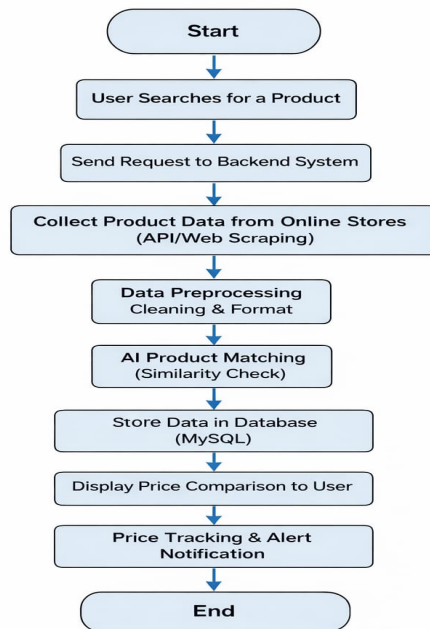 Start
User Searches for a Product
Send Request to Backend System
Collect Product Data from Online Stores
(API/Web Scraping)
Data Preprocessing
Cleaning & Format
AI Product Matching
(Similarity Check)
Store Data in Database
(MySQL)
Display Price Comparison to User
Price Tracking & Alert
Notification
End